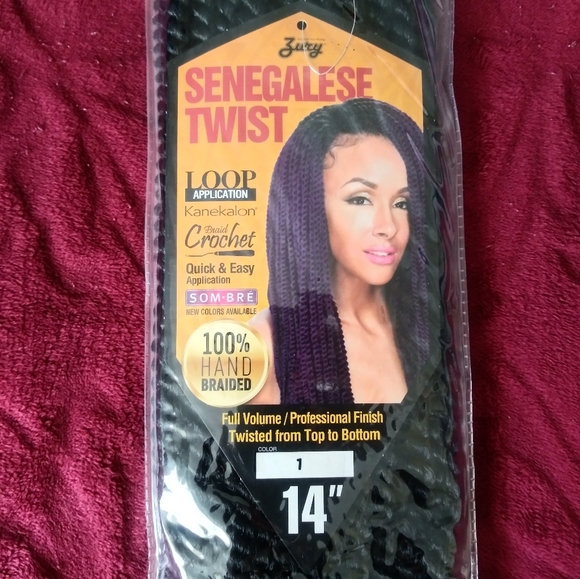 Zury
SENEGALESE
TWIST
LOOP
APPLICATION
Kanekalon
Braid
Crochet
Quick & Easy
Application
SOM-BRÉ
NEW COLORS AVAILABLE
100%
HAND
BRAIDED
Full Volume / Professional Finish
Twisted from Top to Bottom
COLOR
1
14"